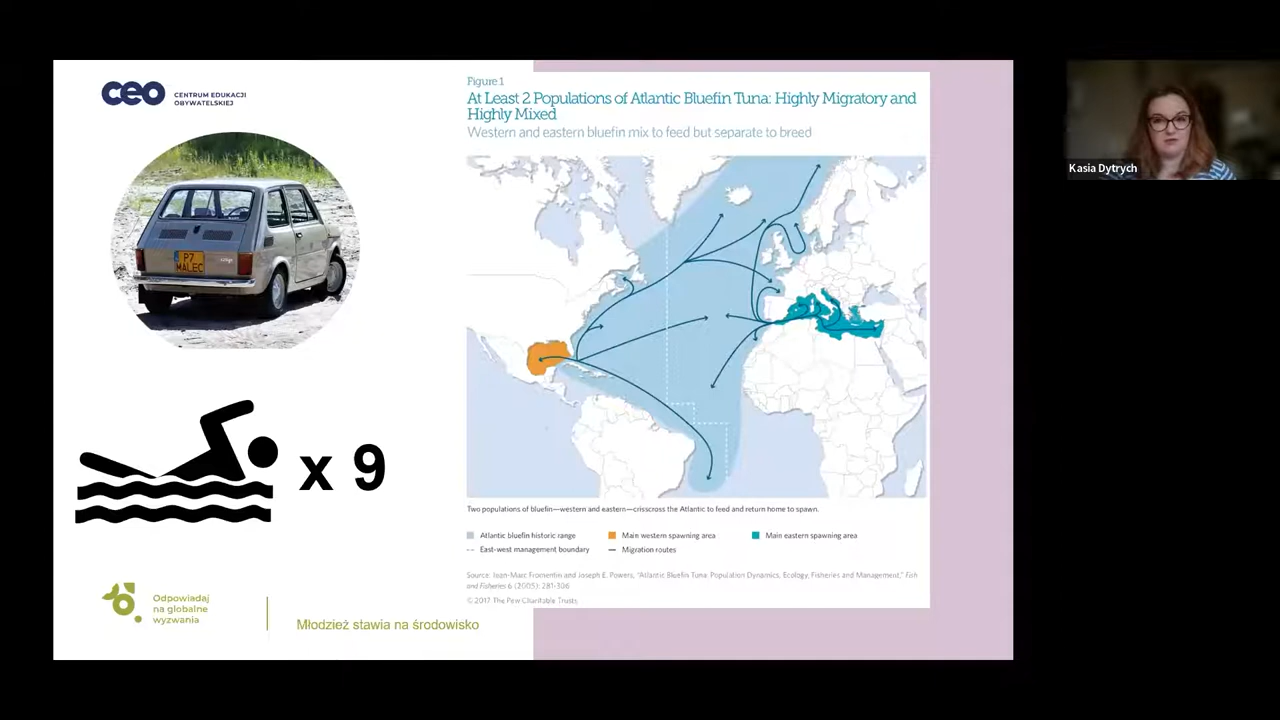 ceo
CENTRUM EDUKACJI
OBYWATELSKIEJ
P7
MALEC
x 9
Odpowiadaj
na globalne
wyzwania
Młodzież stawia na środowisko
Figure 1
At Least 2 Populations of Atlantic Bluefin Tuna: Highly Migratory and
Highly Mixed
Western and eastern bluefin mix to feed but separate to breed
Two populations of bluefin—western and eastern—crisscross the Atlantic to feed and return home to spawn.
Atlantic bluefin historic range
Main western spawning area
Main eastern spawning area
East-west management boundary
Migration routes
Source: Jean-Marc Fromentin and Joseph E. Powers, "Atlantic Bluefin Tuna: Population Dynamics, Ecology, Fisheries and Management," Fish
and Fisheries 6 (2005): 281-306
© 2017 The Pew Charitable Trusts
Kasia Dytrych